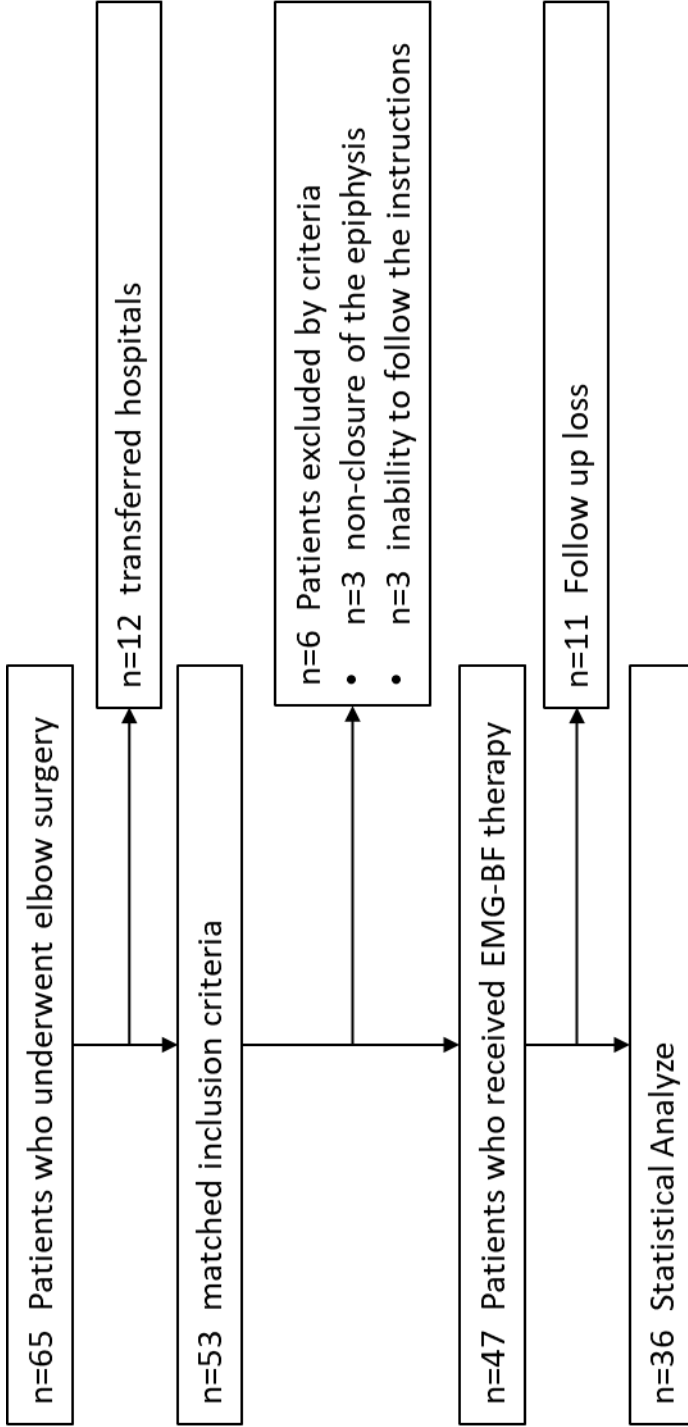 n=65 Patients who underwent elbow surgery
n=12 transferred hospitals
n=53 matched inclusion criteria
n=6 Patients excluded by criteria
• n=3 non-closure of the epiphysis
• n=3 inability to follow the instructions
n=47 Patients who received EMG-BF therapy
n=11 Follow up loss
n=36 Statistical Analyze